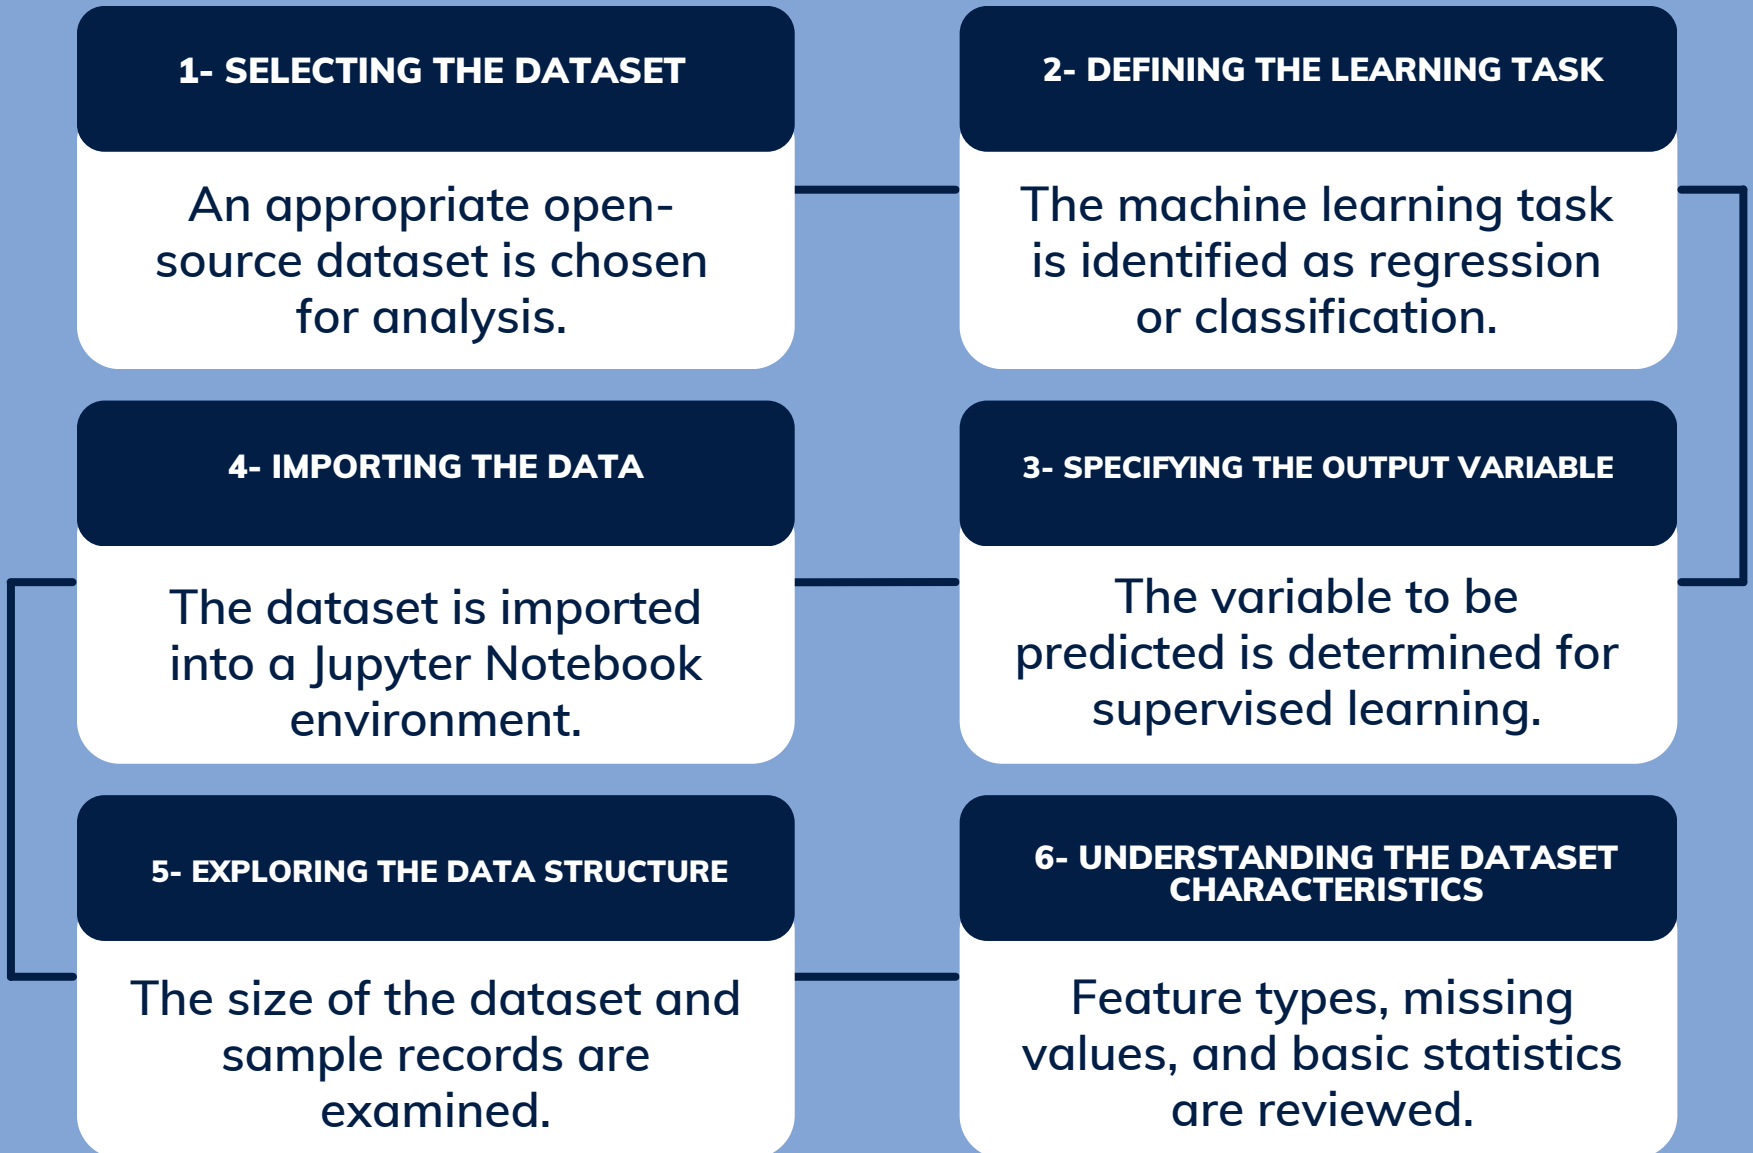 1- SELECTING THE DATASET
An appropriate open-
source dataset is chosen
for analysis.
2- DEFINING THE LEARNING TASK
The machine learning task
is identified as regression
or classification.
3- SPECIFYING THE OUTPUT VARIABLE
The variable to be
predicted is determined for
supervised learning.
4- IMPORTING THE DATA
The dataset is imported
into a Jupyter Notebook
environment.
5- EXPLORING THE DATA STRUCTURE
The size of the dataset and
sample records are
examined.
6- UNDERSTANDING THE DATASET
CHARACTERISTICS
Feature types, missing
values, and basic statistics
are reviewed.